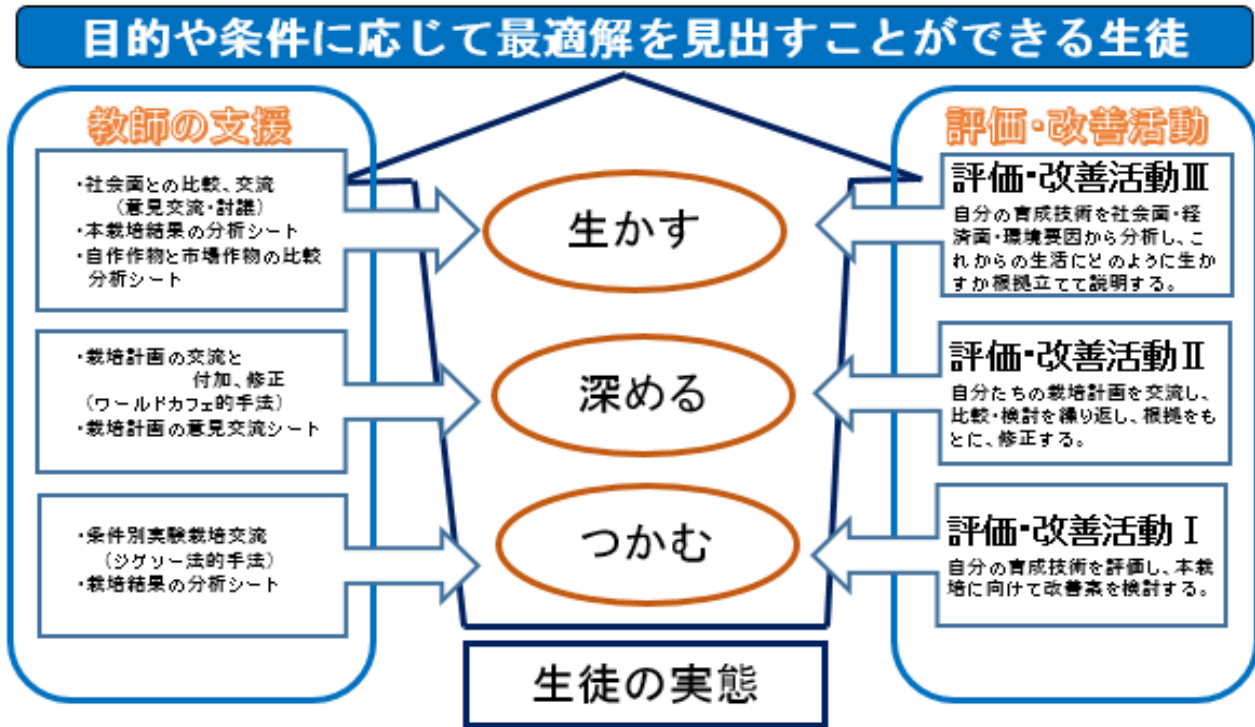 目的や条件に応じて最適解を見出すことができる生徒
教師の支援
・社会面との比較、交流
（意見交流・討議）
・本栽培結果の分析シート
・自作作物と市場作物の比較
分析シート
・栽培計画の交流と
付加、修正
（ワールドカフェ的手法）
・栽培計画の意見交流シート
・条件別実験栽培交流
（ジグソー法的手法）
・栽培結果の分析シート
生かす
深める
つかむ
生徒の実態
評価・改善活動
評価・改善活動Ⅲ
自分の育成技術を社会面・経
済面・環境要因から分析し、こ
れからの生活にどのように生か
すか根拠立てて説明する。
評価・改善活動Ⅱ
自分たちの栽培計画を交流し、
比較・検討を繰り返し、根拠をも
とに、修正する。
評価・改善活動Ⅰ
自分の育成技術を評価し、本栽
培に向けて改善案を検討する。